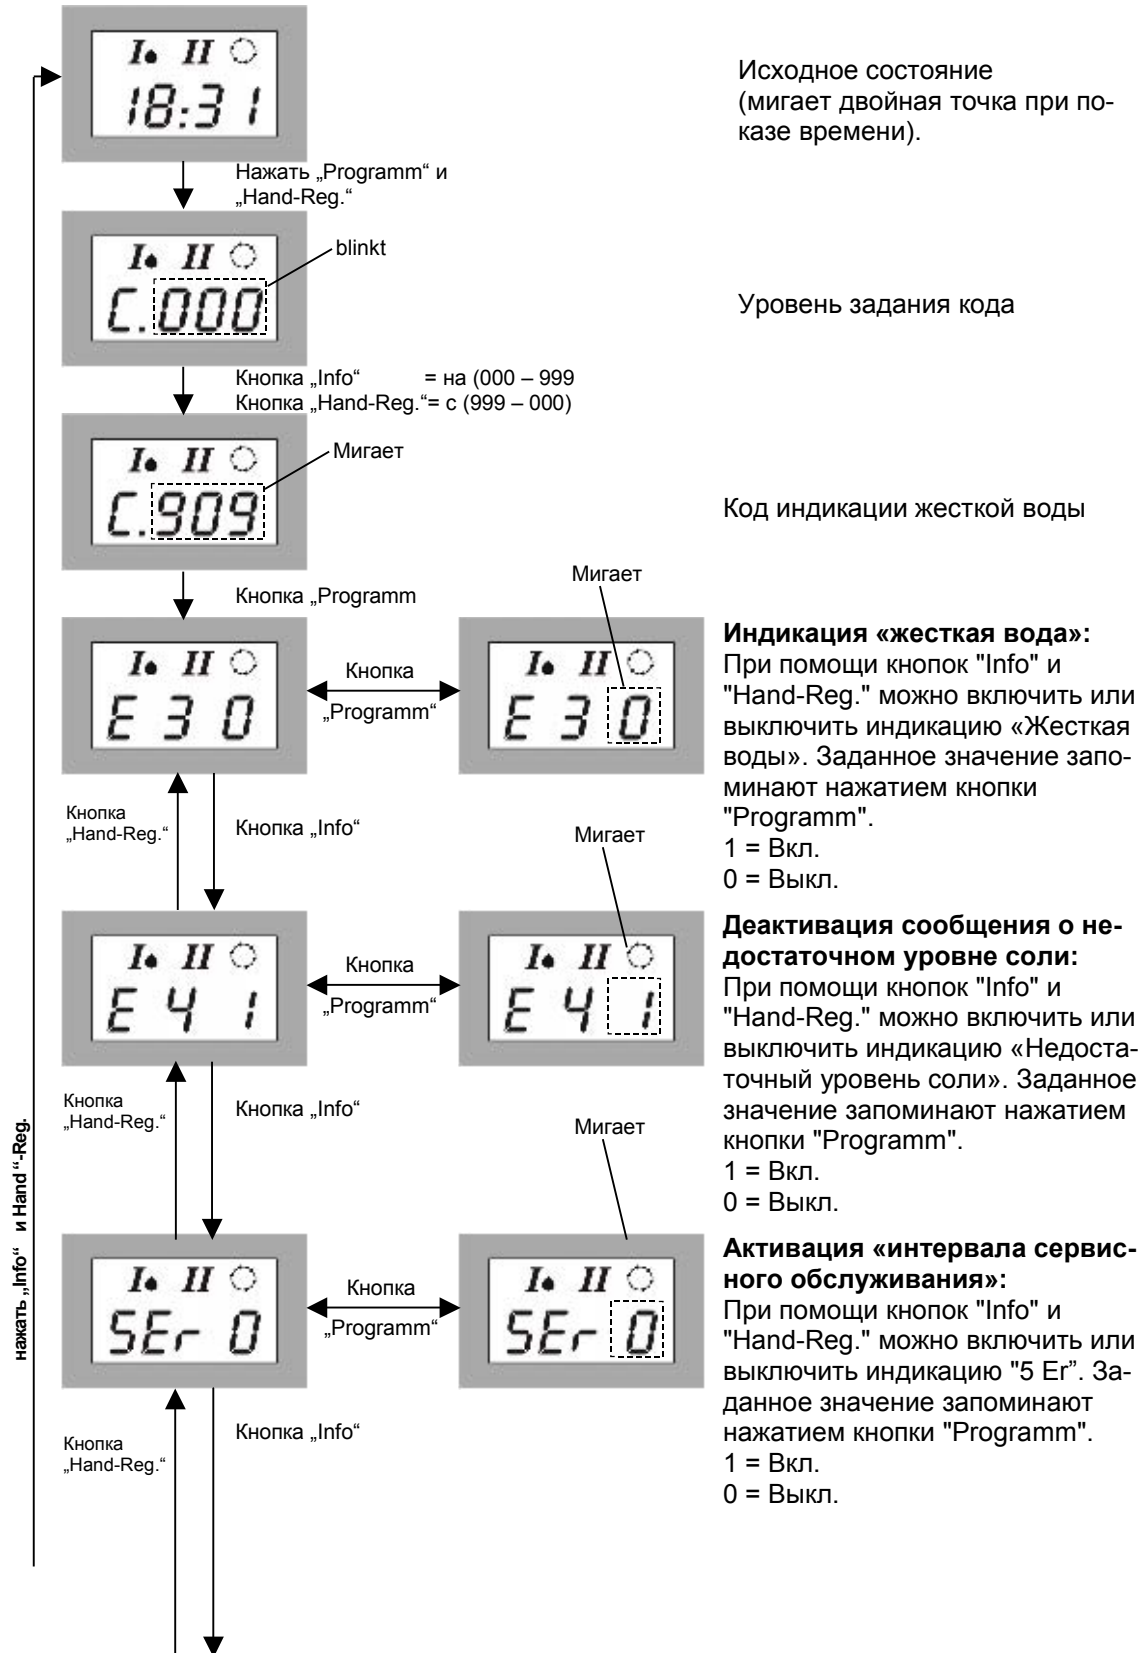 I II
18:31
Исходное состояние
(мигает двойная точка при по-
казе времени).
Нажать „Programm“ и
„Hand-Reg.“
I II
C.000
blinkt
Уровень задания кода
Кнопка „Info“ = на (000 – 999
Кнопка „Hand-Reg.“= с (999 – 000)
I II
C.909
Мигает
Код индикации жесткой воды
Кнопка „Programm
I II
E 3 0
Кнопка
„Programm“
Мигает
I II
E 3 0
Индикация «жесткая вода»:
При помощи кнопок "Info" и
"Hand-Reg." можно включить или
выключить индикацию «Жесткая
воды». Заданное значение запо-
минают нажатием кнопки
"Programm".
1 = Вкл.
0 = Выкл.
Кнопка
„Hand-Reg.“
Кнопка „Info“
I II
E 4 1
Кнопка
„Programm“
Мигает
I II
E 4 1
Деактивация сообщения о не-
достаточном уровне соли:
При помощи кнопок "Info" и
"Hand-Reg." можно включить или
выключить индикацию «Недоста-
точный уровень соли». Заданное
значение запоминают нажатием
кнопки "Programm".
1 = Вкл.
0 = Выкл.
Кнопка
„Hand-Reg.“
Кнопка „Info“
I II
SEr 0
Кнопка
„Programm“
Мигает
I II
SEr 0
Активация «интервала сервис-
ного обслуживания»:
При помощи кнопок "Info" и
"Hand-Reg." можно включить или
выключить индикацию "5 Er”. За-
данное значение запоминают
нажатием кнопки "Programm".
1 = Вкл.
0 = Выкл.
Кнопка
„Hand-Reg.“
Кнопка „Info“
нажать „Info“ и Hand“-Reg.